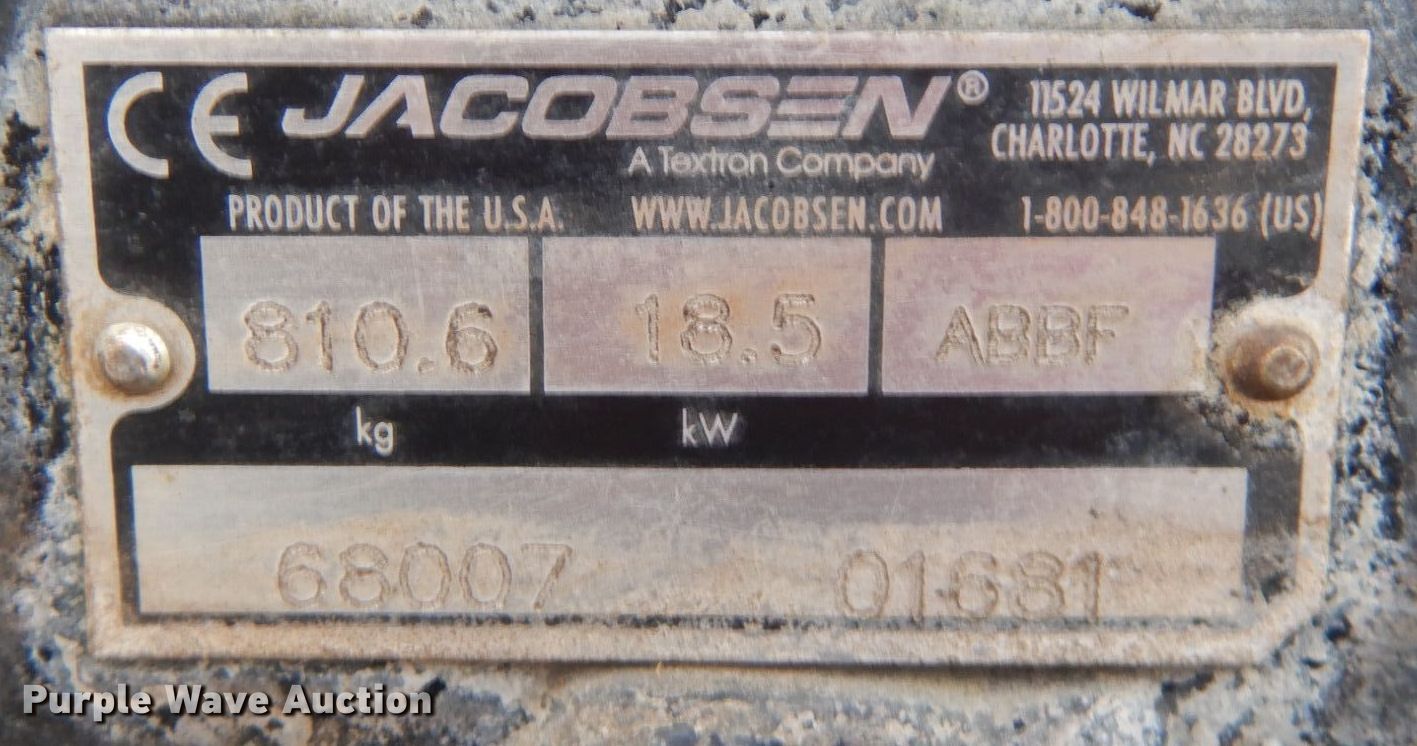 CE JACOBSEN® 11524 WILMAR BLVD,
A Textron Company CHARLOTTE, NC 28273
PRODUCT OF THE U.S.A. WWW.JACOBSEN.COM 1-800-848-1636 (US)
810.6 18.5 ABBF
kg kW
68007 01681
Purple Wave Auction